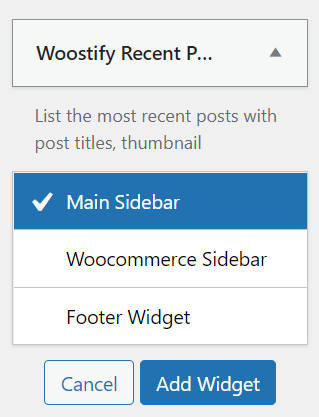 Woostify Recent P...
List the most recent posts with
post titles, thumbnail
Main Sidebar
Woocommerce Sidebar
Footer Widget
Cancel Add Widget